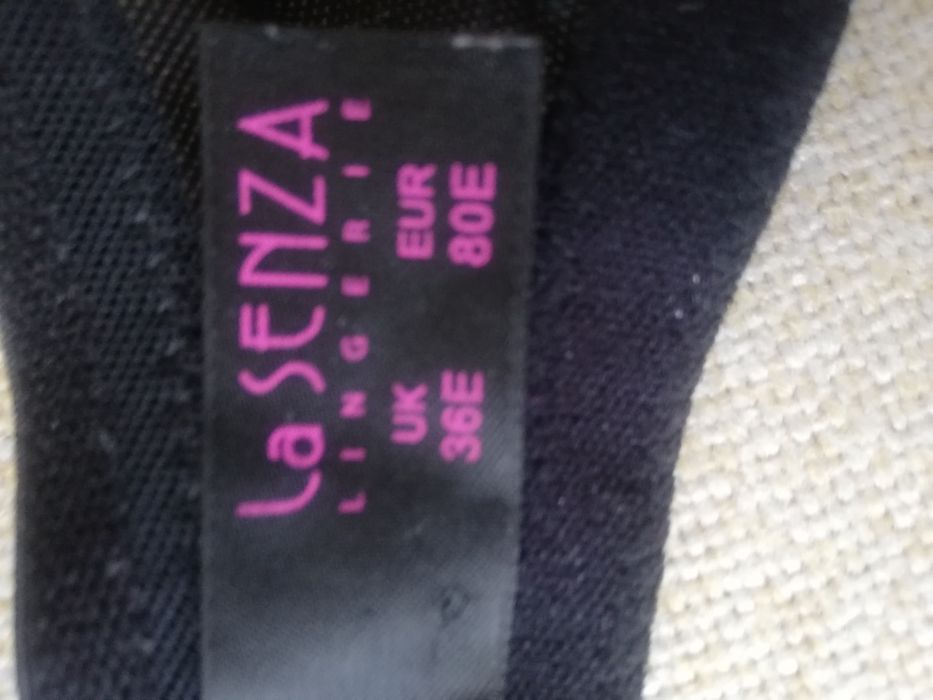 La SENZA
LINGERIE
UK EUR
36E 80E